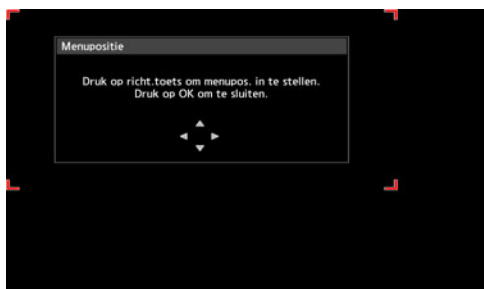 Menupositie
Druk op richt.toets om menupos. in te stellen.
Druk op OK om te sluiten.